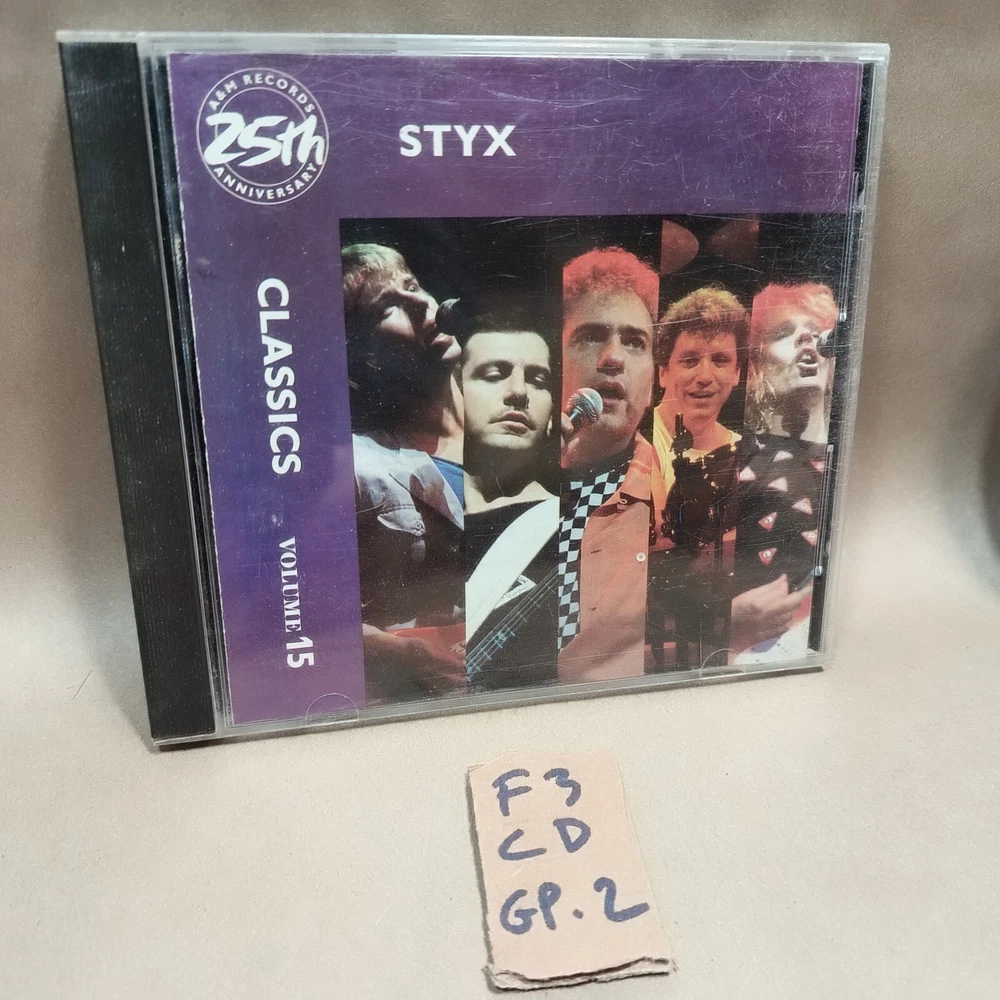 A&M RECORDS
25th
ANNIVERSARY
STYX
CLASSICS VOLUME 15
F3
CD
GP.2